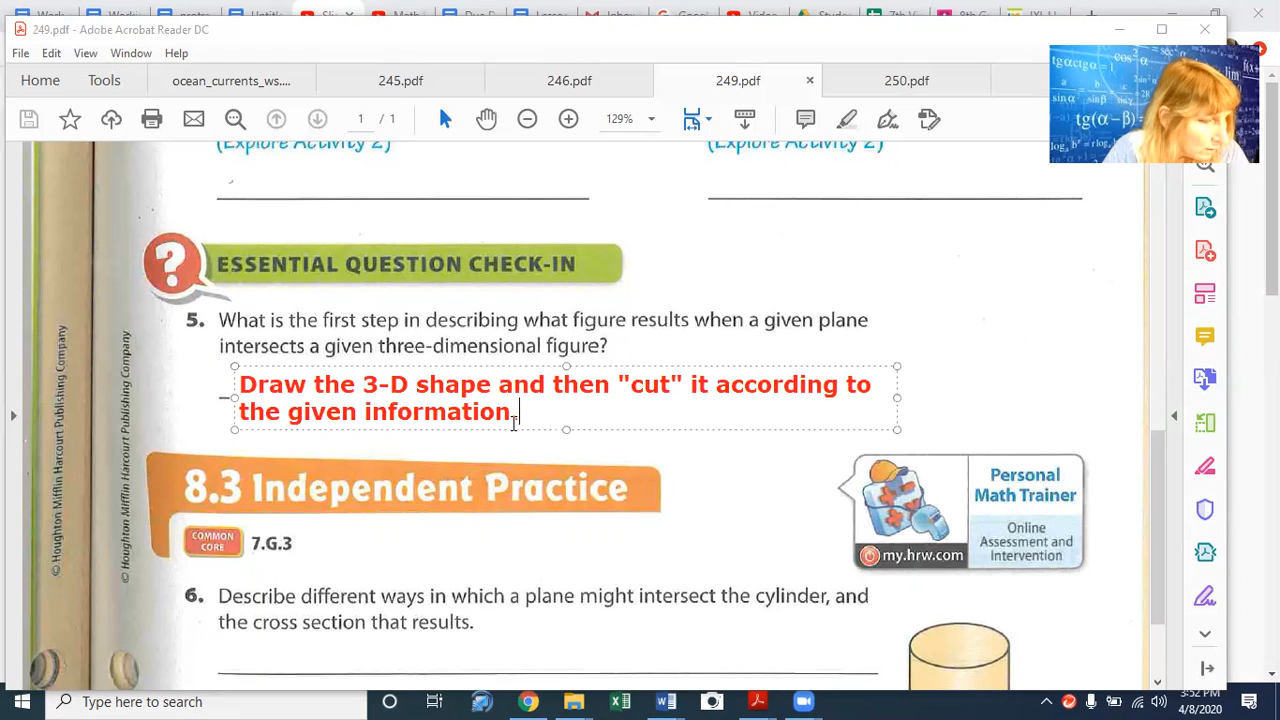 249.pdf - Adobe Acrobat Reader DC
File Edit View Window Help
Home Tools ocean_currents_ws.... 245.pdf 246.pdf 249.pdf × 250.pdf
1 / 1 129%
(Explore Activity 2) (Explore Activity 2)
? ESSENTIAL QUESTION CHECK-IN
5. What is the first step in describing what figure results when a given plane
intersects a given three-dimensional figure?
Draw the 3-D shape and then "cut" it according to
the given information.
8.3 Independent Practice
COMMON
CORE
7.G.3
Personal
Math Trainer
Online
Assessment and
Intervention
my.hrw.com
6. Describe different ways in which a plane might intersect the cylinder, and
the cross section that results.
© Houghton Mifflin Harcourt Publishing Company
© Houghton Mifflin Harcourt Publishing Company
Type here to search
3:52 PM
4/8/2020